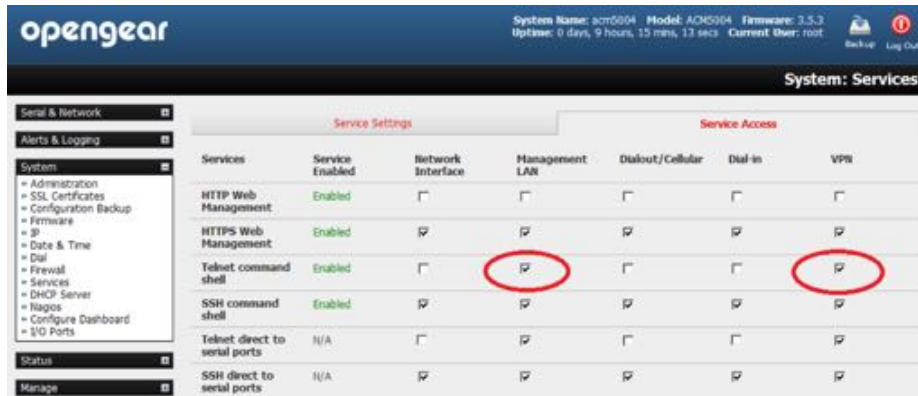 opengear
System Name: acm5004 Model: ACM5004 Firmware: 3.5.3
Uptime: 0 days, 9 hours, 15 mins, 13 secs Current User: root
Backup Log Out
System: Services
Serial & Network
Alerts & Logging
System
Administration
SSL Certificates
Configuration Backup
Firmware
IP
Date & Time
Dial
Firewall
Services
DHCP Server
Nagios
Configure Dashboard
I/O Ports
Status
Manage
Service Settings Service Access
Services Service Enabled Network Interface Management LAN Dialout/Cellular Dial-in VPN
HTTP Web Management Enabled
HTTPS Web Management Enabled
Telnet command shell Enabled
SSH command shell Enabled
Telnet direct to serial ports N/A
SSH direct to serial ports N/A